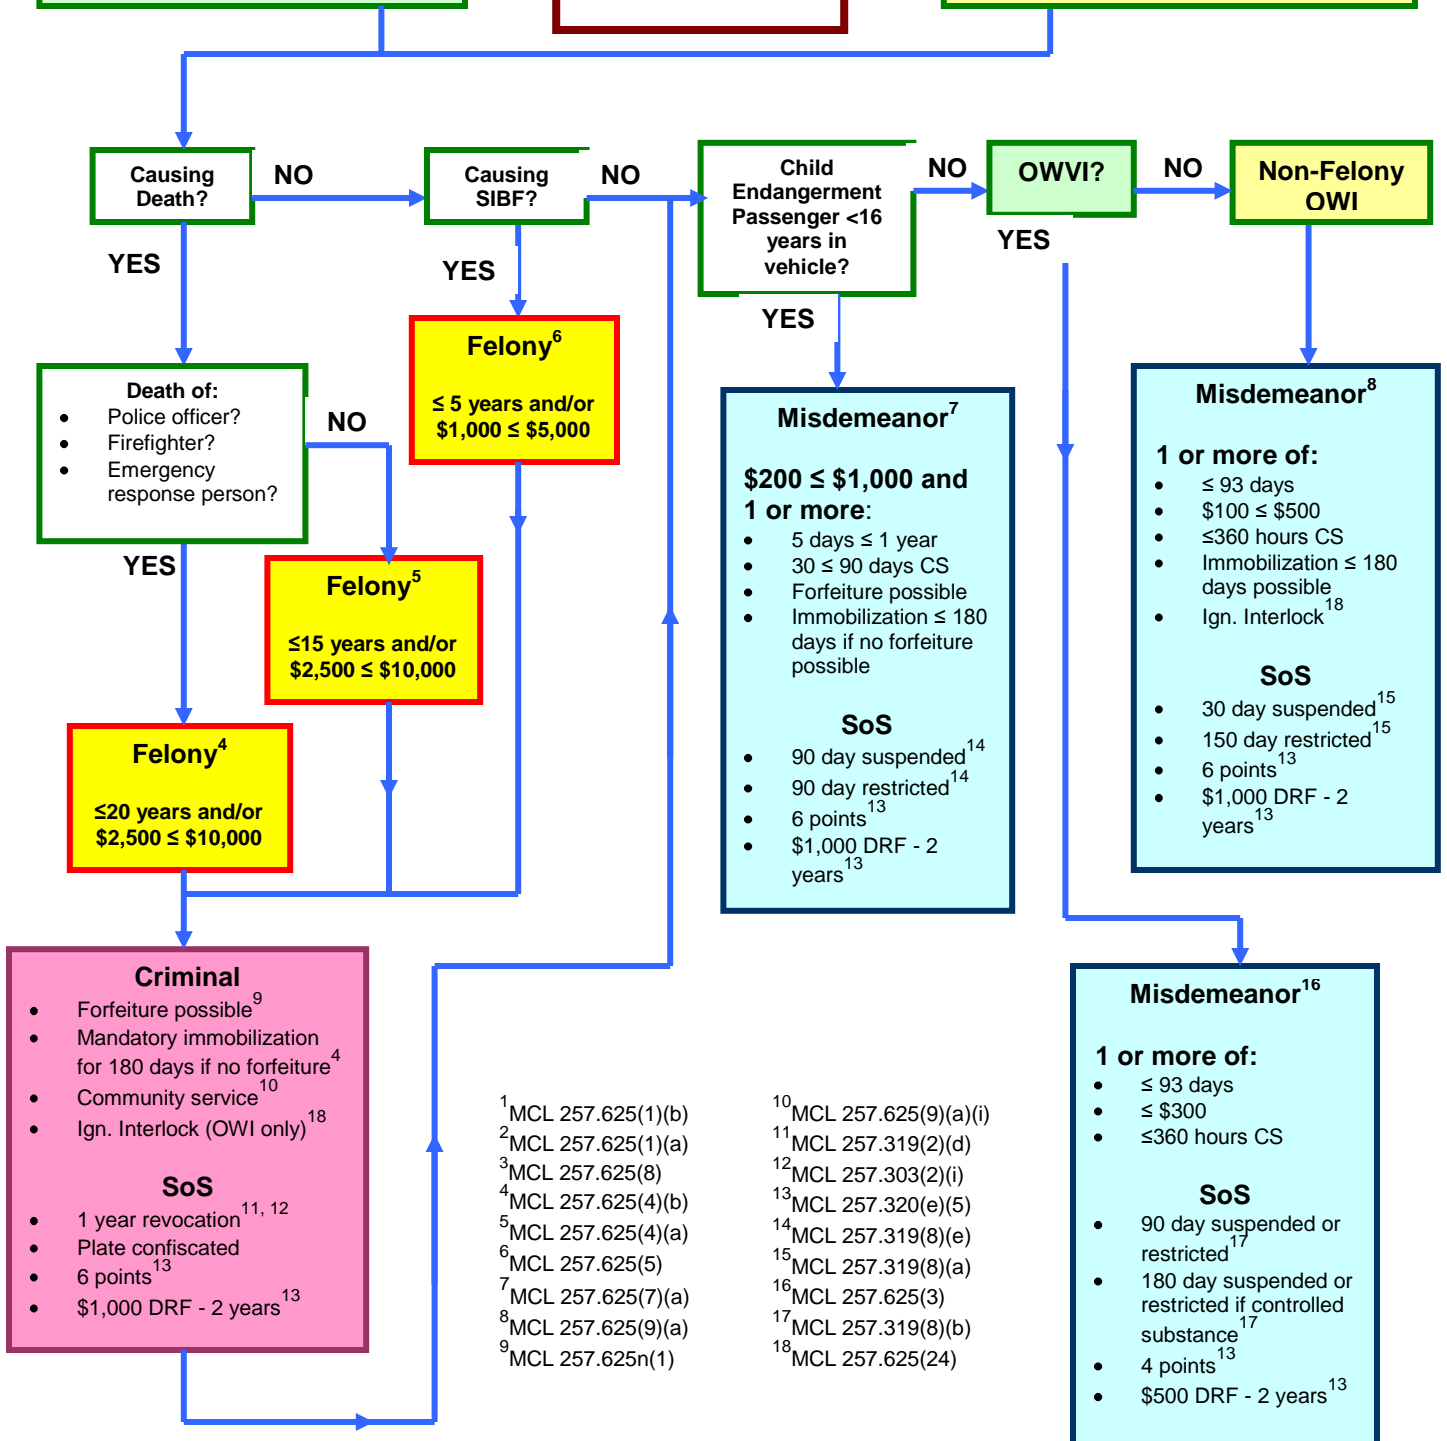 Causing
Death?
NO
Causing
SIBF?
NO
Child
Endangerment
Passenger <16
years in
vehicle?
NO
OWVI?
NO
Non-Felony
OWI
YES
YES
YES
YES
Death of:
• Police officer?
• Firefighter?
• Emergency
response person?
NO
YES
Felony6
≤ 5 years and/or
$1,000 ≤ $5,000
Felony5
≤15 years and/or
$2,500 ≤ $10,000
Felony4
≤20 years and/or
$2,500 ≤ $10,000
Misdemeanor7
$200 ≤ $1,000 and
1 or more:
• 5 days ≤ 1 year
• 30 ≤ 90 days CS
• Forfeiture possible
• Immobilization ≤ 180
days if no forfeiture
possible
SoS
• 90 day suspended14
• 90 day restricted14
• 6 points13
• $1,000 DRF - 2
years13
Misdemeanor8
1 or more of:
• ≤ 93 days
• $100 ≤ $500
• ≤360 hours CS
• Immobilization ≤ 180
days possible
• Ign. Interlock18
SoS
• 30 day suspended15
• 150 day restricted15
• 6 points13
• $1,000 DRF - 2
years13
Criminal
• Forfeiture possible9
• Mandatory immobilization
for 180 days if no forfeiture4
• Community service10
• Ign. Interlock (OWI only)18
SoS
• 1 year revocation11, 12
• Plate confiscated
• 6 points13
• $1,000 DRF - 2 years13
1MCL 257.625(1)(b)
2MCL 257.625(1)(a)
3MCL 257.625(8)
4MCL 257.625(4)(b)
5MCL 257.625(4)(a)
6MCL 257.625(5)
7MCL 257.625(7)(a)
8MCL 257.625(9)(a)
9MCL 257.625n(1)
10MCL 257.625(9)(a)(i)
11MCL 257.319(2)(d)
12MCL 257.303(2)(i)
13MCL 257.320(e)(5)
14MCL 257.319(8)(e)
15MCL 257.319(8)(a)
16MCL 257.625(3)
17MCL 257.319(8)(b)
18MCL 257.625(24)
Misdemeanor16
1 or more of:
• ≤ 93 days
• ≤ $300
• ≤360 hours CS
SoS
• 90 day suspended or
restricted17
• 180 day suspended or
restricted if controlled
substance17
• 4 points13
• $500 DRF - 2 years13